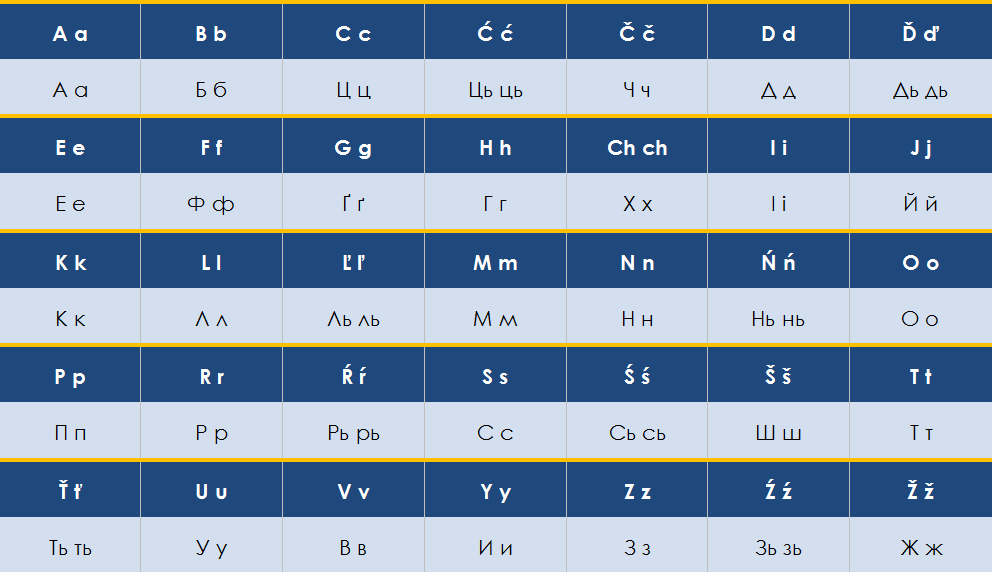 A a B b C c Ć ć Č č D d Ď ď
А а Б б Ц ц Ць ць Ч ч Д д Дь дь
E e F f G g H h Ch ch I i J j
Е е Ф ф Ґ ґ Г г Х х І і Й й
K k L l Ľ ľ M m N n Ń ń O o
К к Л л Ль ль М м Н н Нь нь О о
P p R r Ŕ ŕ S s Ś ś Š š T t
П п Р р Рь рь С с Сь сь Ш ш Т т
Ť ť U u V v Y y Z z Ź ź Ž ž
Ть ть У у В в И и З з Зь зь Ж ж